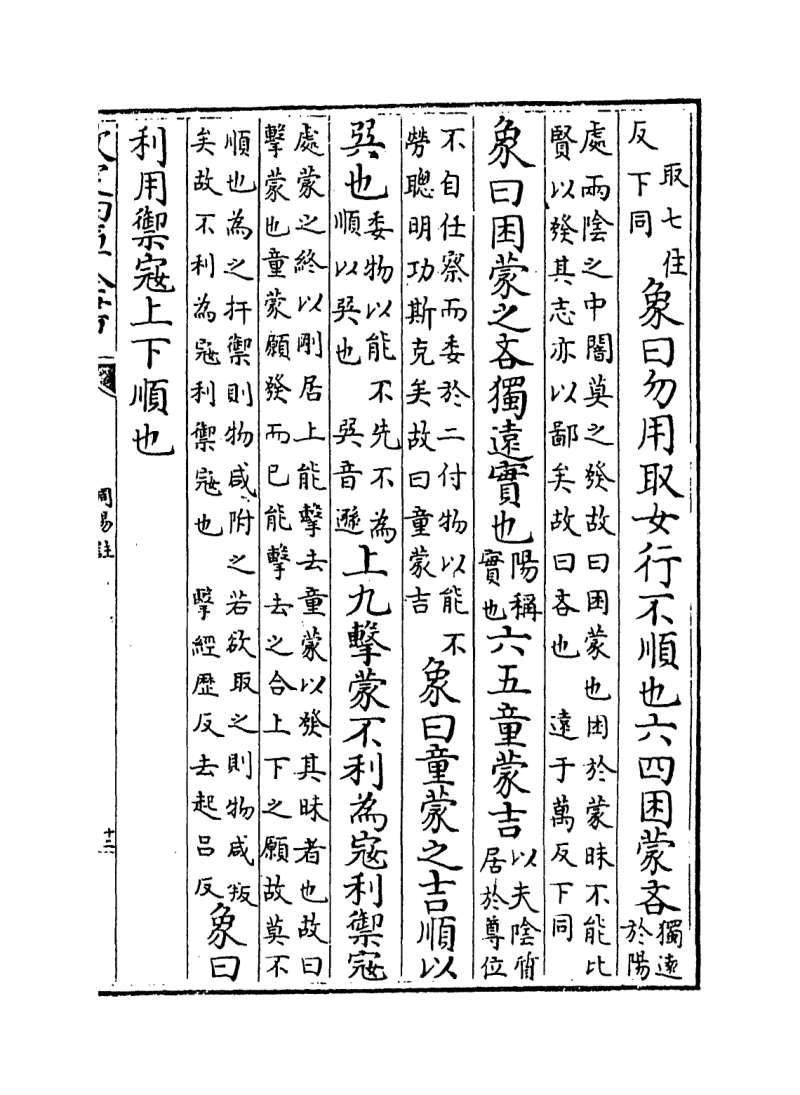 取七住
反下同
象曰勿用取女行不順也六四困蒙吝
獨遠
於陽
處兩陰之中闇莫之發故曰困蒙也困於蒙昧不能比
賢以發其志亦以鄙矣故曰吝也　遠于萬反下同
象曰困蒙之吝獨遠實也
陽稱
實也
六五童蒙吉
以夫陰質
居於尊位
不自任察而委於二付物以能不
勞聰明功斯克矣故曰童蒙吉
象曰童蒙之吉順以
巽也
委物以能不先不為
順以巽也　巽音遜
上九擊蒙不利為寇利禦寇
處蒙之終以剛居上能擊去童蒙以發其昧者也故曰
擊蒙也童蒙願發而已能擊去之合上下之願故莫不
順也為之扞禦則物咸附之若欲取之則物咸叛
矣故不利為寇利禦寇也　擊經歷反去起呂反
象曰
利用禦寇上下順也
周易註
十二